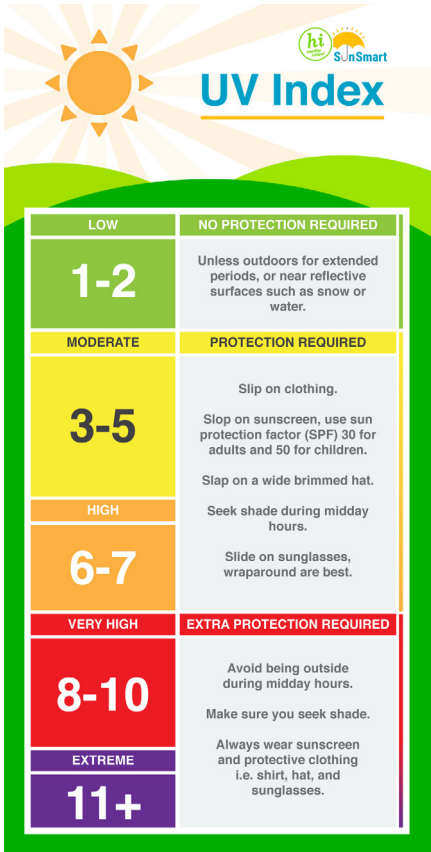 hi
SunSmart
UV Index
LOW
NO PROTECTION REQUIRED
1-2
Unless outdoors for extended
periods, or near reflective
surfaces such as snow or
water.
MODERATE
PROTECTION REQUIRED
3-5
Slip on clothing.
Slop on sunscreen, use sun
protection factor (SPF) 30 for
adults and 50 for children.
Slap on a wide brimmed hat.
HIGH
Seek shade during midday
hours.
6-7
Slide on sunglasses,
wraparound are best.
VERY HIGH
EXTRA PROTECTION REQUIRED
8-10
Avoid being outside
during midday hours.
Make sure you seek shade.
Always wear sunscreen
and protective clothing
i.e. shirt, hat, and
sunglasses.
EXTREME
11+